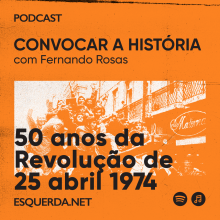 PODCAST
CONVOCAR A HISTÓRIA
com Fernando Rosas
50 anos da
Revolução de
25 abril 1974
ESQUERDA.NET